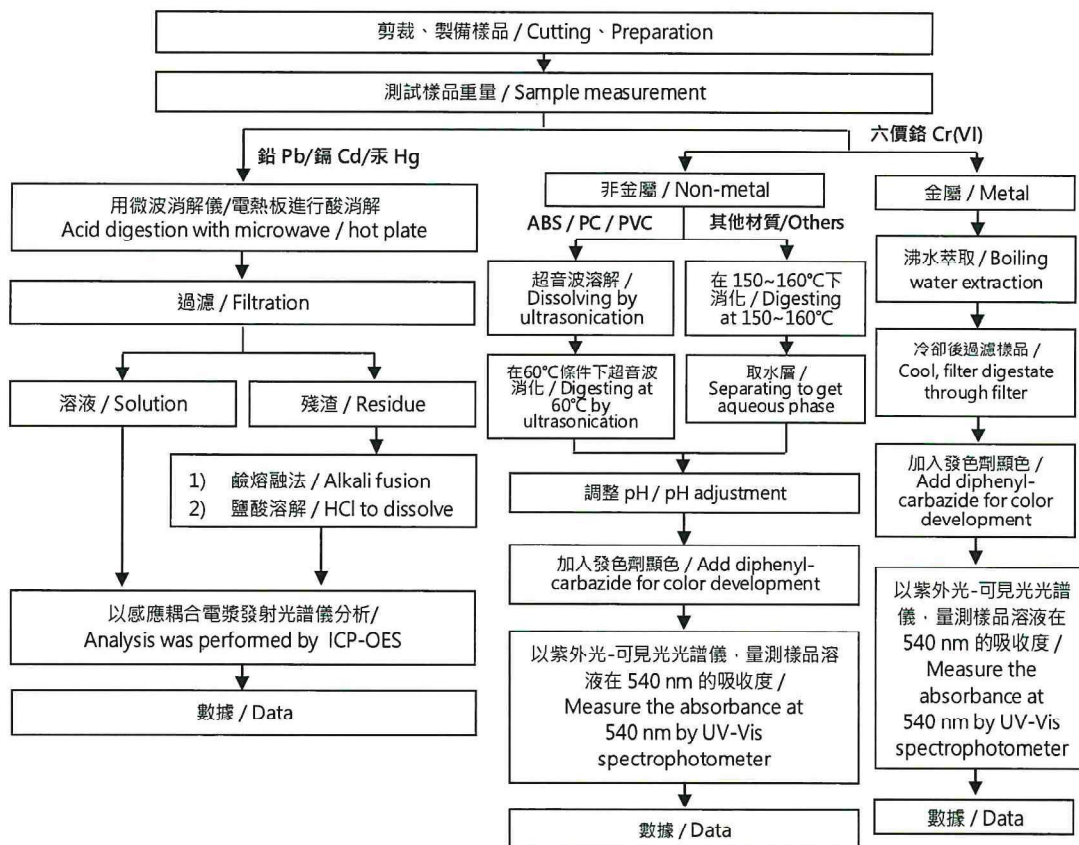 剪裁、製備樣品 / Cutting、Preparation
測試樣品重量 / Sample measurement
鉛 Pb/鎘 Cd/汞 Hg
六價鉻 Cr(VI)
用微波消解儀/電熱板進行酸消解
Acid digestion with microwave / hot plate
過濾 / Filtration
溶液 / Solution
殘渣 / Residue
1) 鹼熔融法 / Alkali fusion
2) 鹽酸溶解 / HCl to dissolve
以感應耦合電漿發射光譜儀分析/
Analysis was performed by ICP-OES
數據 / Data
非金屬 / Non-metal
ABS / PC / PVC
其他材質/Others
超音波溶解 /
Dissolving by
ultrasonication
在60°C條件下超音波
消化 / Digesting at
60°C by
ultrasonication
在 150~160°C下
消化 / Digesting
at 150~160°C
取水層 /
Separating to get
aqueous phase
調整 pH / pH adjustment
加入發色劑顯色 / Add diphenyl-
carbazide for color development
以紫外光-可見光光譜儀﹐量測樣品溶
液在 540 nm 的吸收度 /
Measure the absorbance at
540 nm by UV-Vis
spectrophotometer
數據 / Data
金屬 / Metal
沸水萃取 / Boiling
water extraction
冷卻後過濾樣品 /
Cool, filter digestate
through filter
加入發色劑顯色 /
Add diphenyl-
carbazide for color
development
以紫外光-可見光光譜
儀﹐量測樣品溶液在
540 nm 的吸收度 /
Measure the
absorbance at
540 nm by UV-Vis
spectrophotometer
數據 / Data